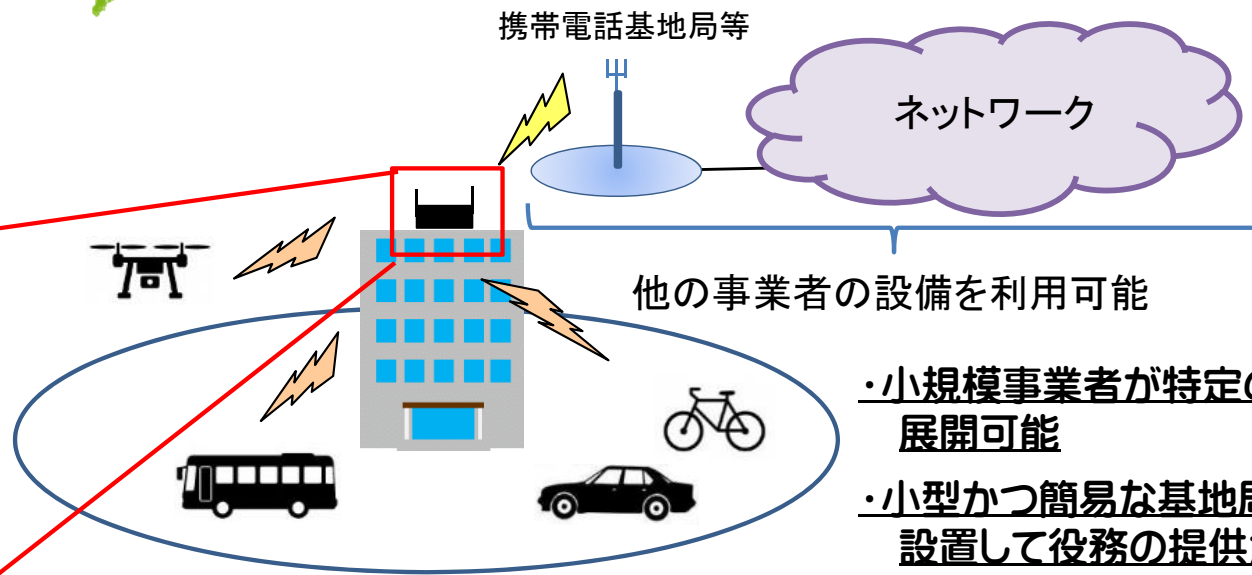 携帯電話基地局等
ネットワーク
他の事業者の設備を利用可能
・小規模事業者が特定の
展開可能
・小型かつ簡易な基地局
設置して役務の提供